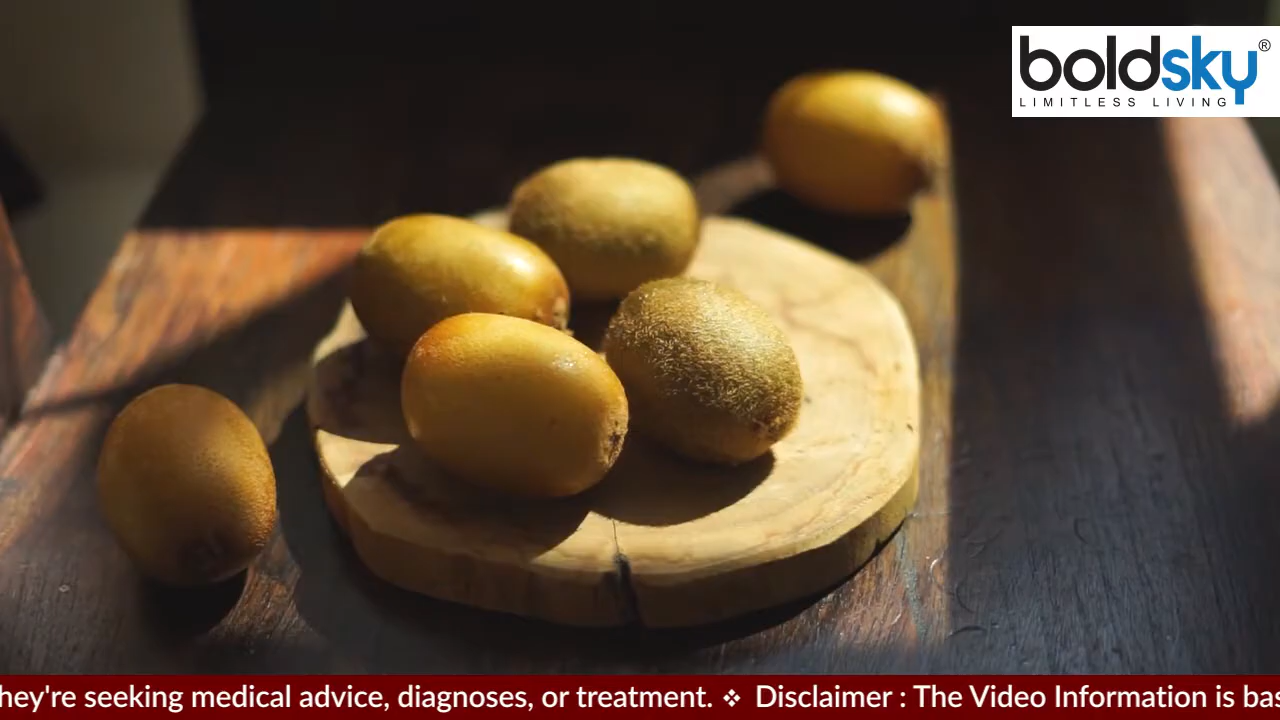 boldsky®
LIMITLESS LIVING
hey're seeking medical advice, diagnoses, or treatment. ❖ Disclaimer : The Video Information is bas